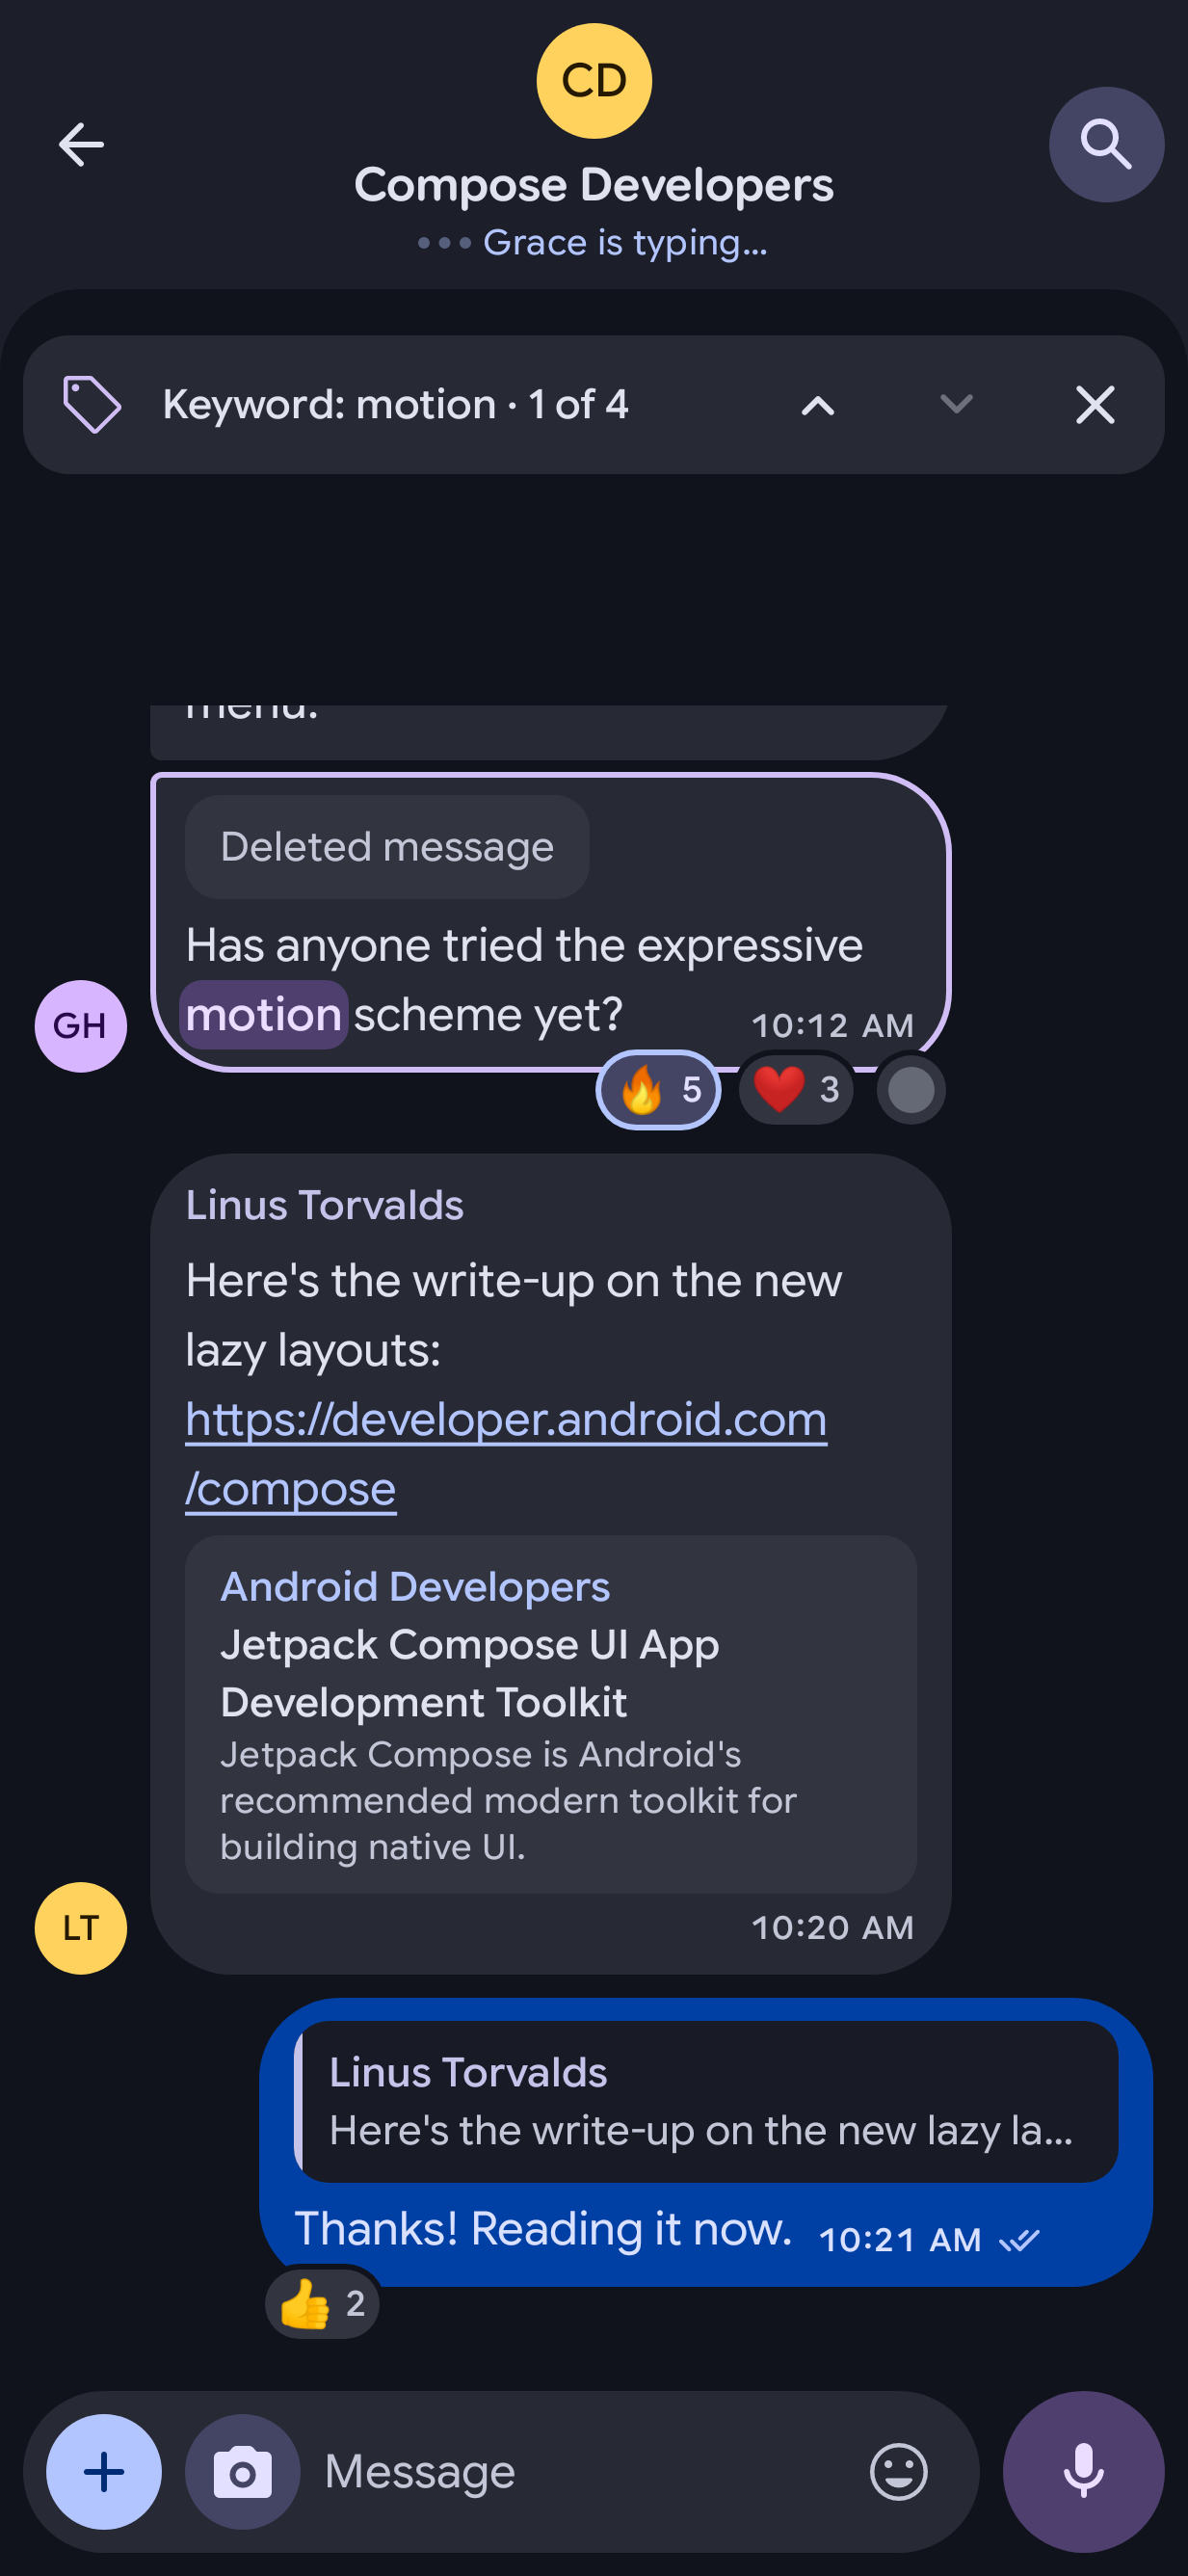 CD
Compose Developers
Grace is typing...
Keyword: motion · 1 of 4
menu.
Deleted message
Has anyone tried the expressive
motion scheme yet?
10:12 AM
GH
🔥 5 ❤️ 3
Linus Torvalds
Here's the write-up on the new
lazy layouts:
https://developer.android.com
/compose
Android Developers
Jetpack Compose UI App
Development Toolkit
Jetpack Compose is Android's
recommended modern toolkit for
building native UI.
10:20 AM
LT
Linus Torvalds
Here's the write-up on the new lazy la...
Thanks! Reading it now. 10:21 AM
👍 2
Message